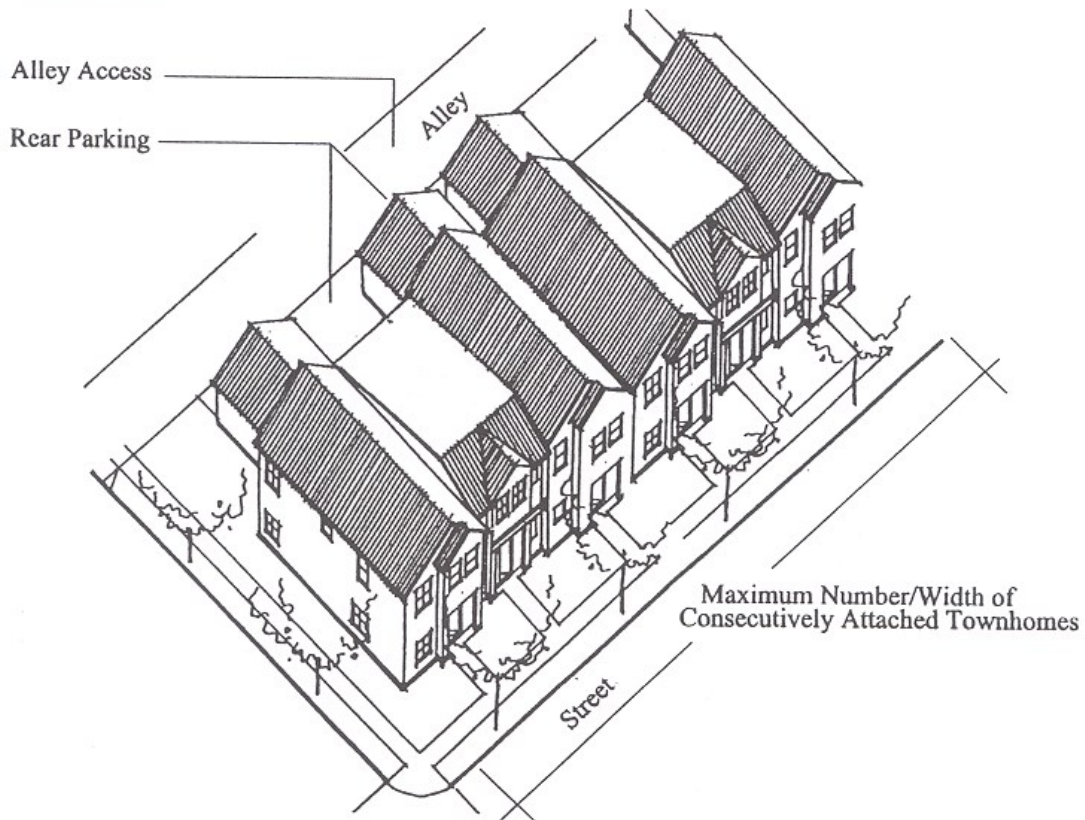 Alley Access
Alley
Rear Parking
Maximum Number/Width of
Consecutively Attached Townhomes
Street